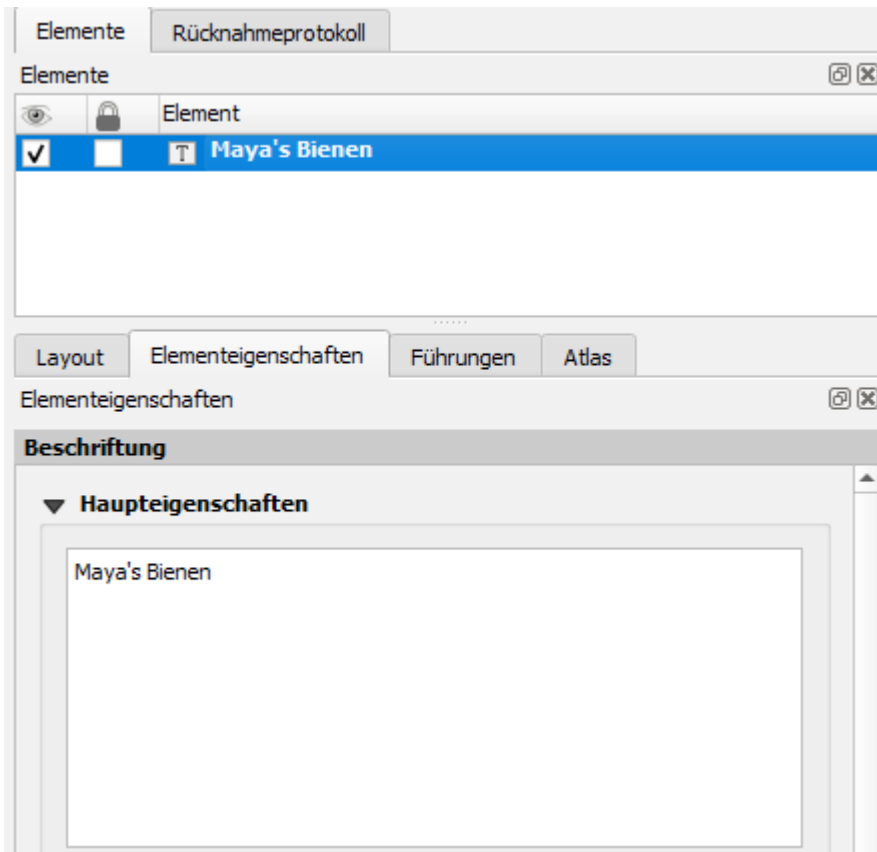 Elemente Rücknahmeprotokoll
Elemente
Element
T Maya's Bienen
Layout Elementeigenschaften Führungen Atlas
Elementeigenschaften
Beschriftung
Haupteigenschaften
Maya's Bienen